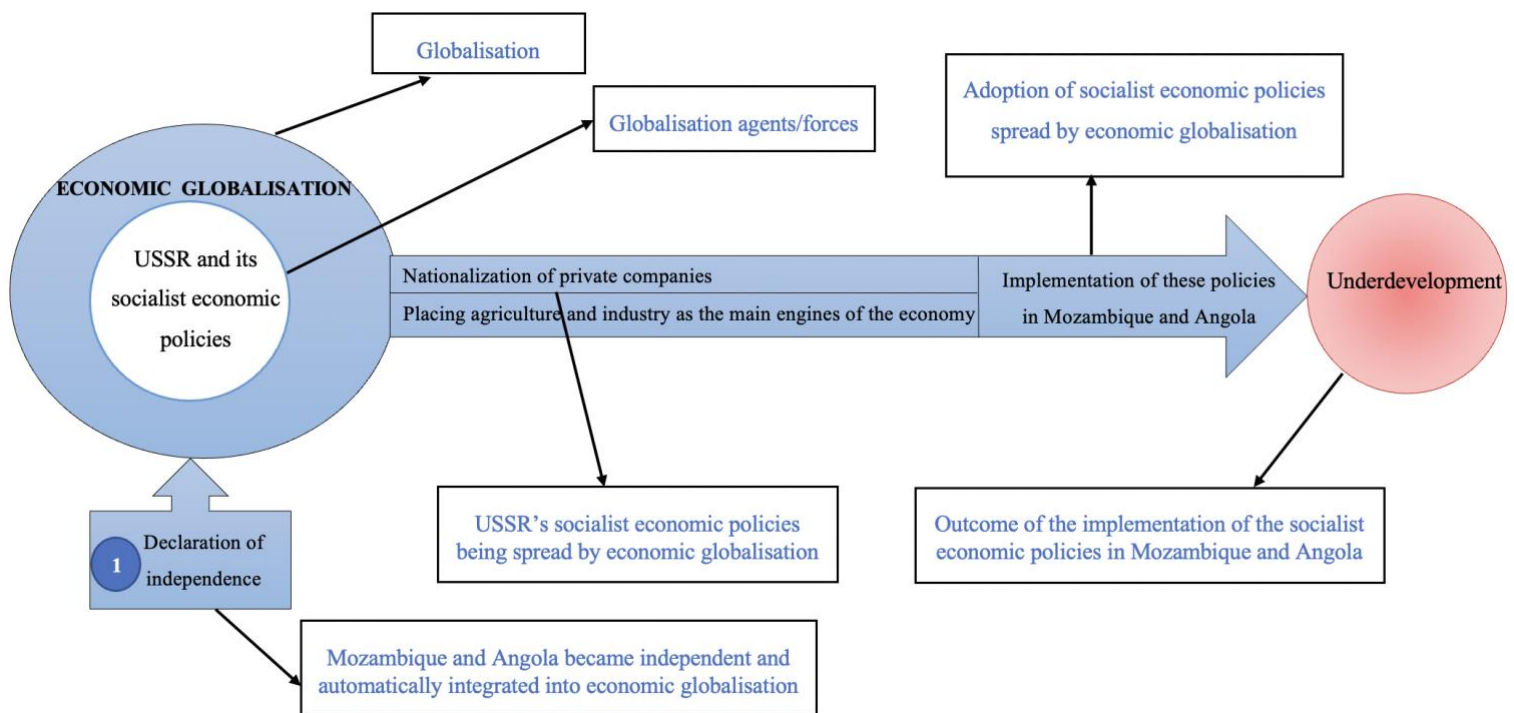 Globalisation
Globalisation agents/forces
Adoption of socialist economic policies
spread by economic globalisation
ECONOMIC GLOBALISATION
USSR and its
socialist economic
policies
Nationalization of private companies
Placing agriculture and industry as the main engines of the economy
Implementation of these policies
in Mozambique and Angola
Underdevelopment
USSR’s socialist economic policies
being spread by economic globalisation
Outcome of the implementation of the socialist
economic policies in Mozambique and Angola
1
Declaration of
independence
Mozambique and Angola became independent and
automatically integrated into economic globalisation